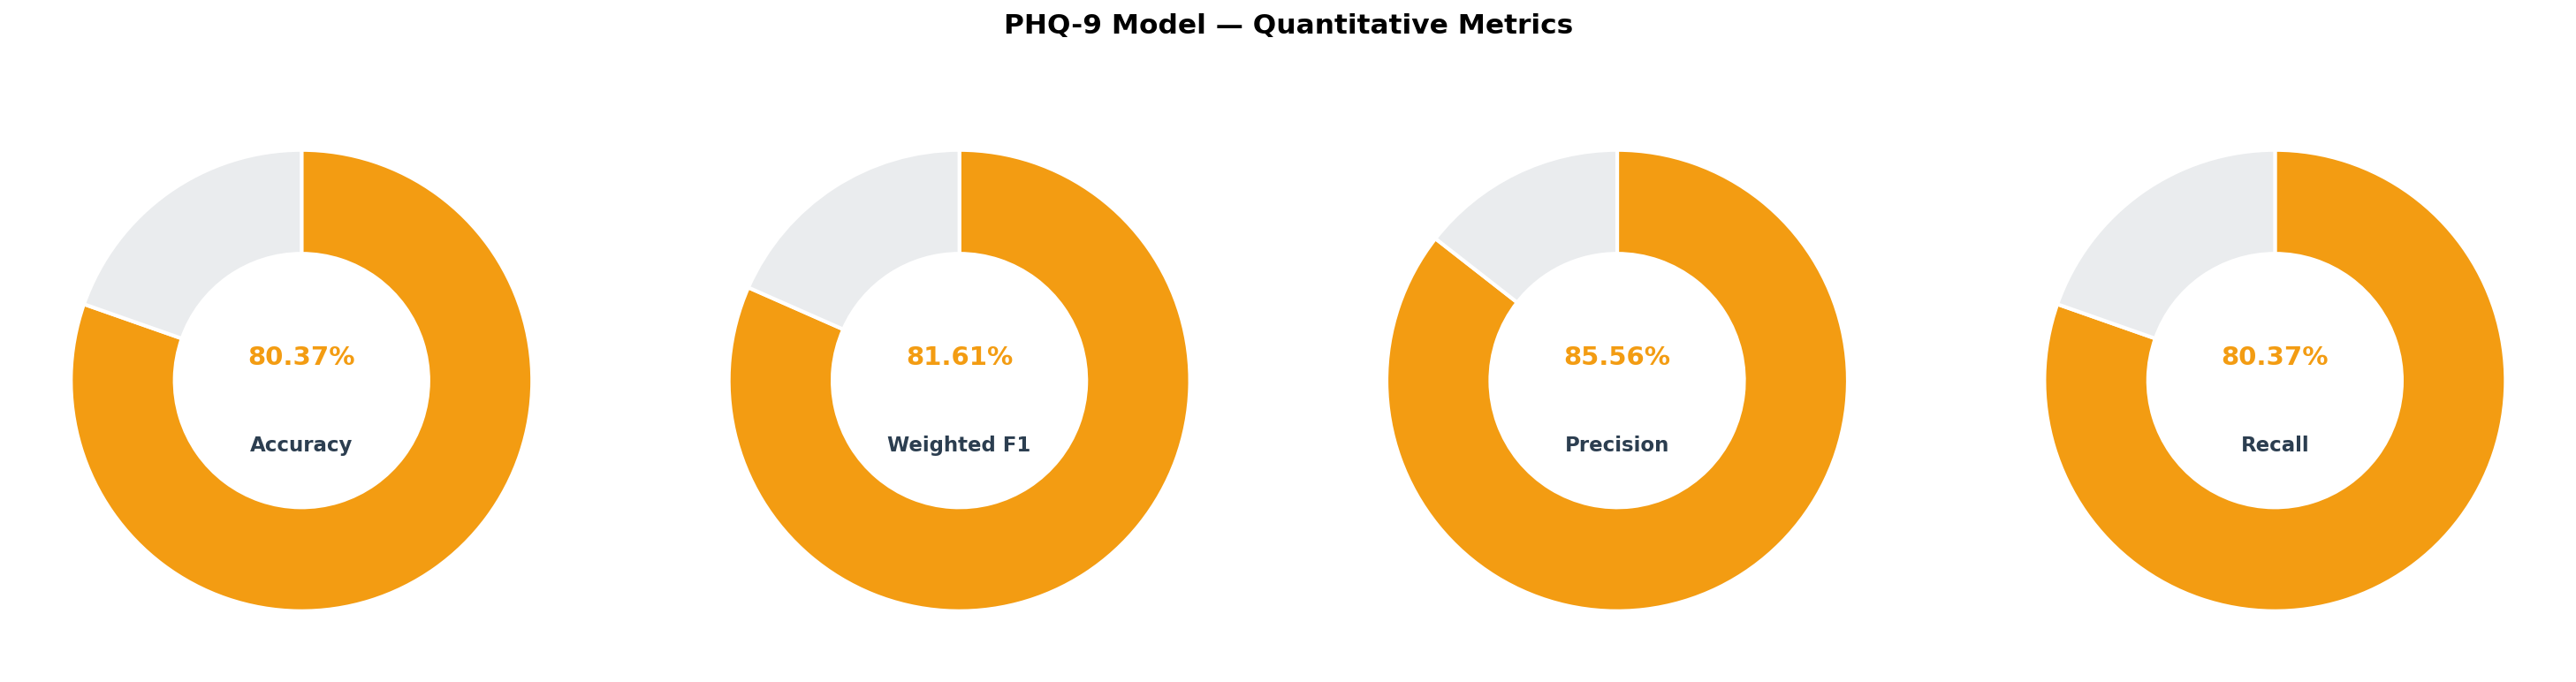 PHQ-9 Model — Quantitative Metrics
80.37%
Accuracy
81.61%
Weighted F1
85.56%
Precision
80.37%
Recall